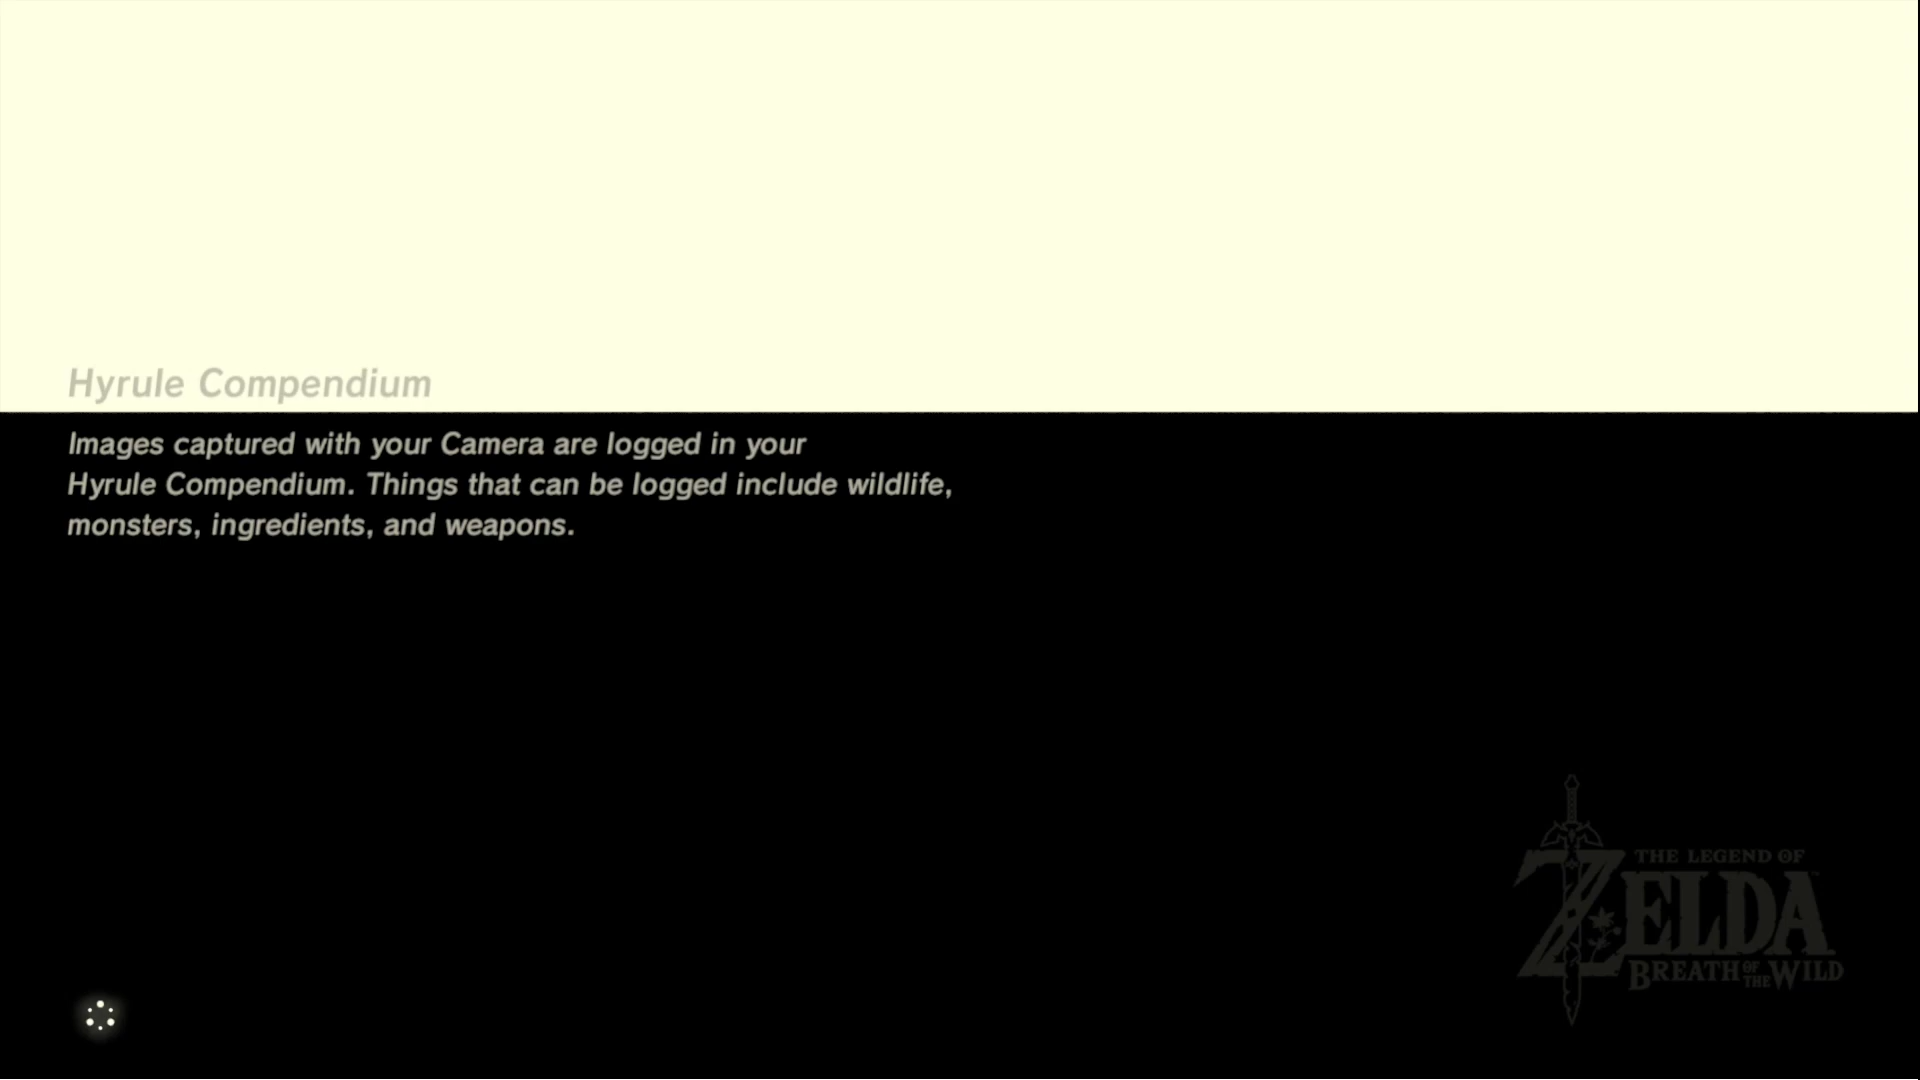 Hyrule Compendium
Images captured with your Camera are logged in your
Hyrule Compendium. Things that can be logged include wildlife,
monsters, ingredients, and weapons.
THE LEGEND OF
ZELDA
BREATH OF THE WILD